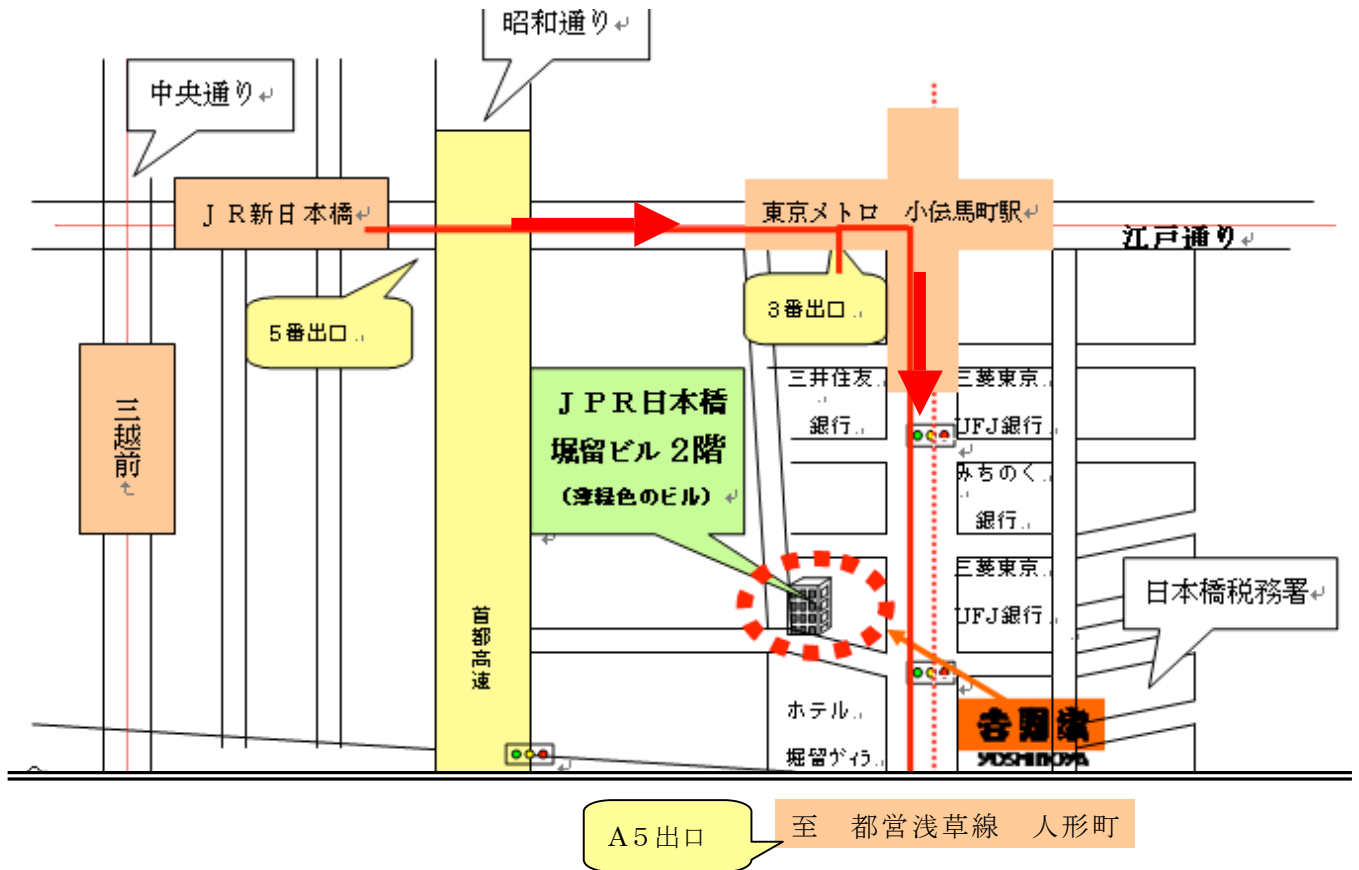 昭和通り
中央通り
ＪＲ新日本橋
東京メトロ　小伝馬町駅
江戸通り
5番出口
3番出口
三越前
ＪＰＲ日本橋
堀留ビル 2階
(薄緑色のビル)
三井住友
銀行
三菱東京
UFJ銀行
みちのく
銀行
三菱東京
UFJ銀行
日本橋税務署
首都高速
ホテル
堀留ヴィラ
吉野家
YOSHINOYA
A5出口
至　都営浅草線　人形町